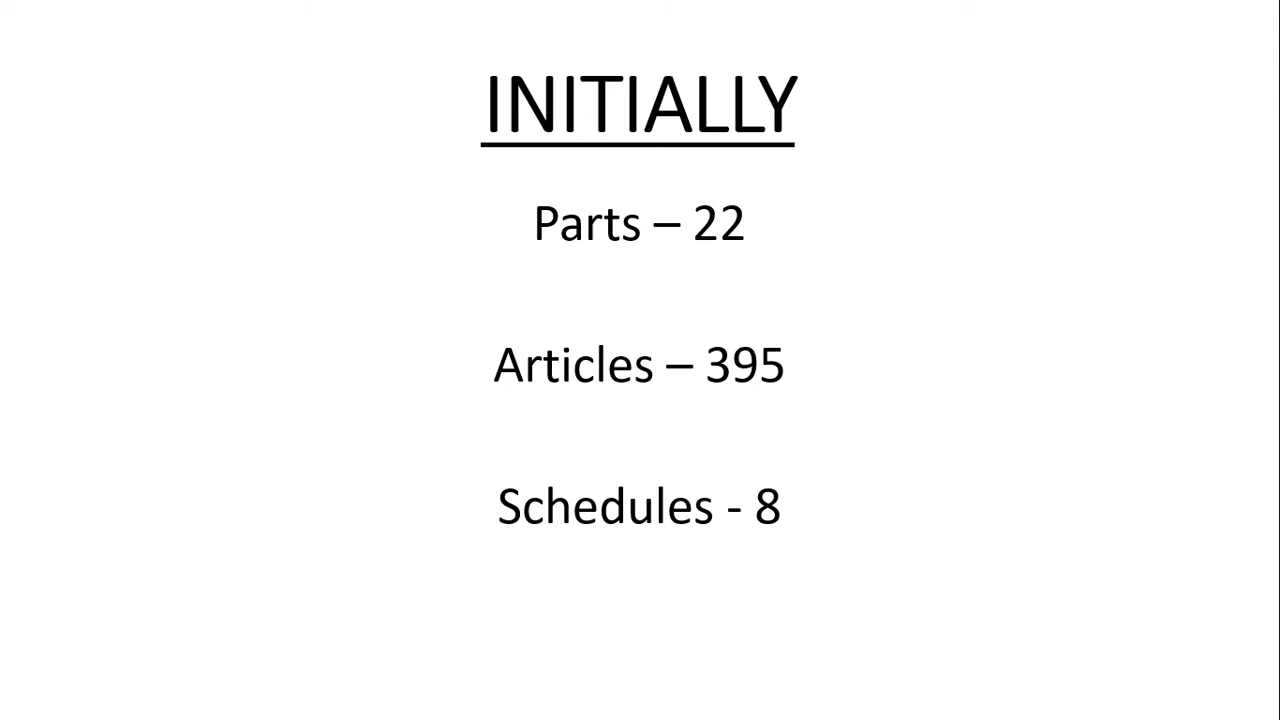 INITIALLY
Parts – 22
Articles – 395
Schedules - 8